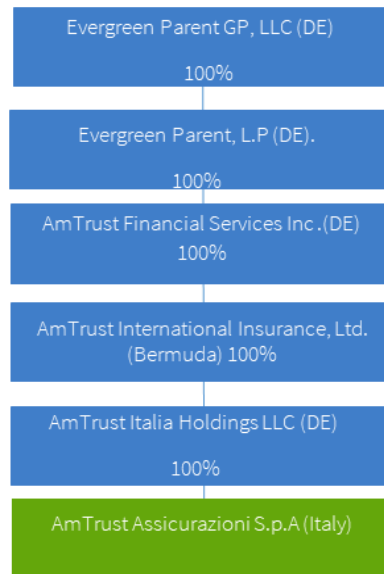 Evergreen Parent GP, LLC (DE)
100%
Evergreen Parent, L.P (DE).
100%
AmTrust Financial Services Inc .(DE)
100%
AmTrust International Insurance, Ltd.
(Bermuda) 100%
AmTrust Italia Holdings LLC (DE)
100%
AmTrust Assicurazioni S.p.A (Italy)